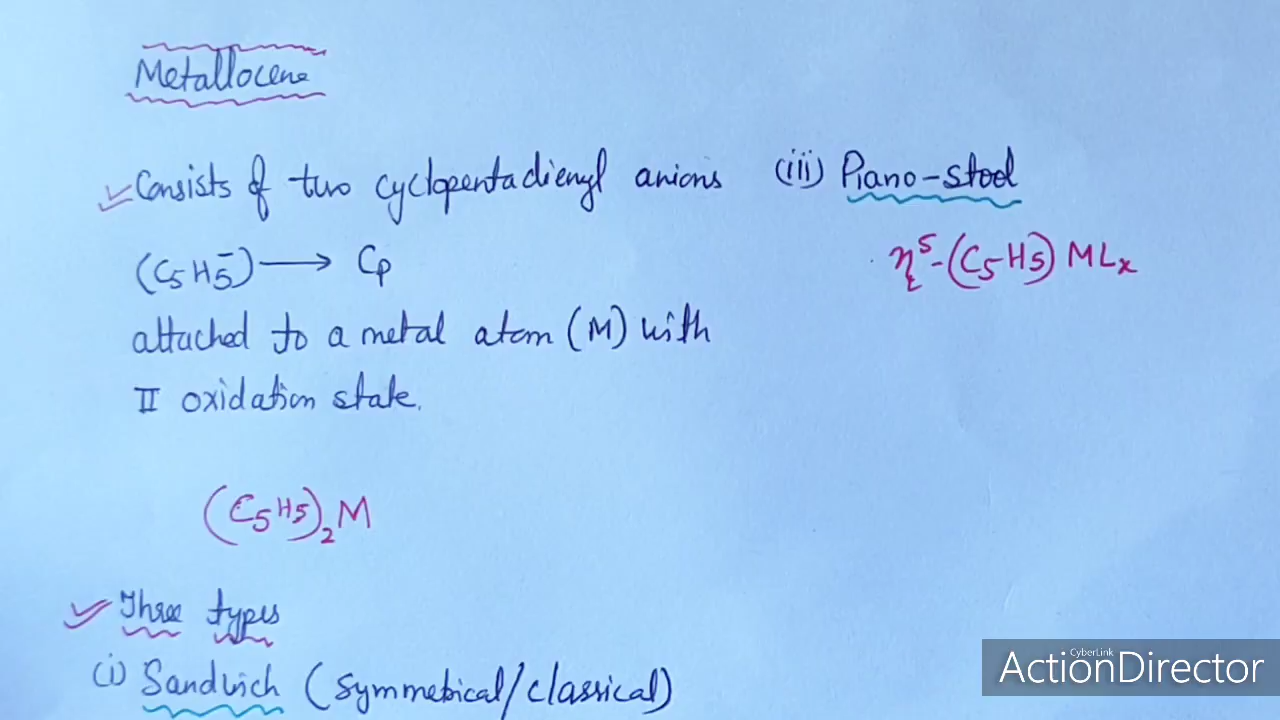 Metallocene
Consists of two cyclopentadienyl anions
(C5H5⁻) → Cp
attached to a metal atom (M) with
II oxidation state.
(C5H5)₂M
Three types
(i) Sandwich (Symmetrical/classical)
(iii) Piano-stool
η⁵-(C5H5)MLx
CyberLink
ActionDirector